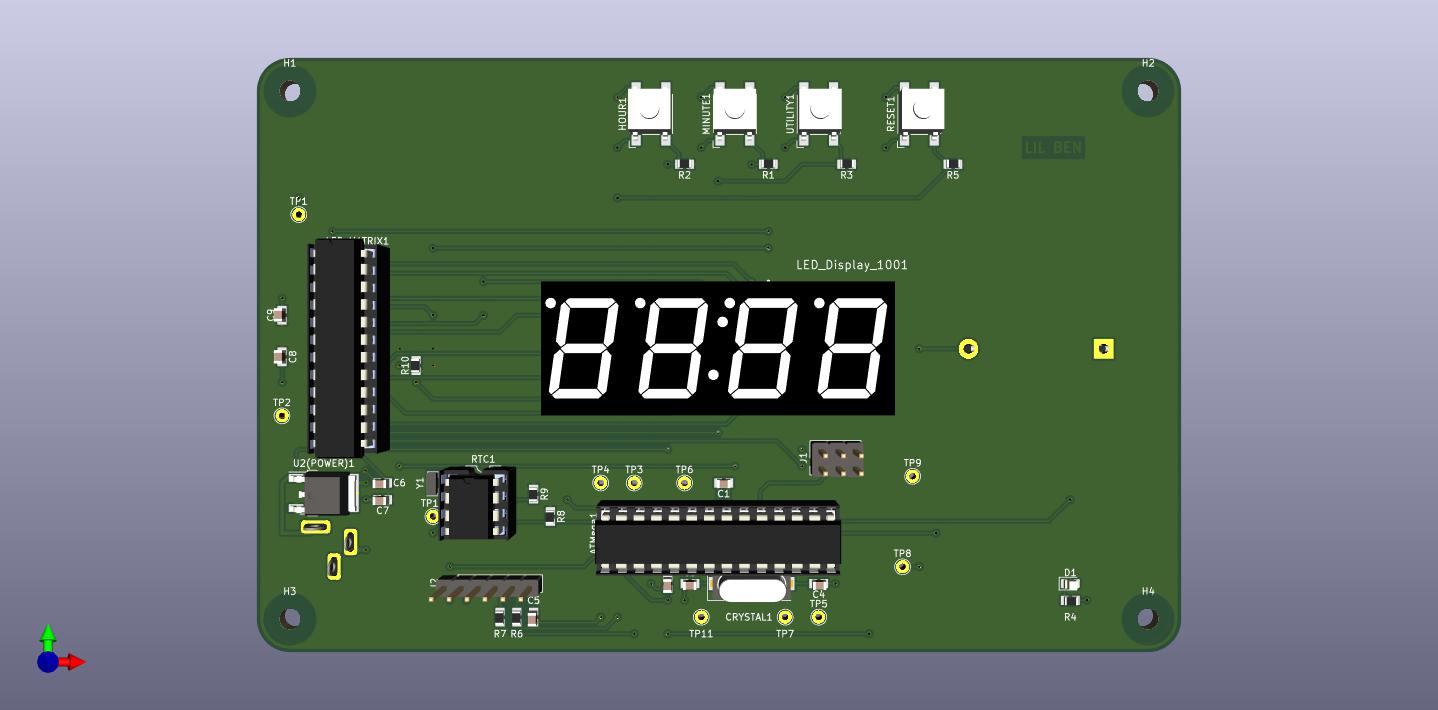 H1
H2
HOUR1
MINUTE1
UTILITY1
RESET1
LIL BEN
R2
R1
R3
R5
TP1
LED_Display_1001
C9
C8
R10
TP2
U2(POWER)1
RTC1
J1
C6
Y1
TP4
TP3
TP6
TP9
C7
TP1
R9
C1
R8
ATMega1
TP8
D1
H3
H4
C5
C4
TP5
CRYSTAL1
R4
R7
R6
TP11
TP7